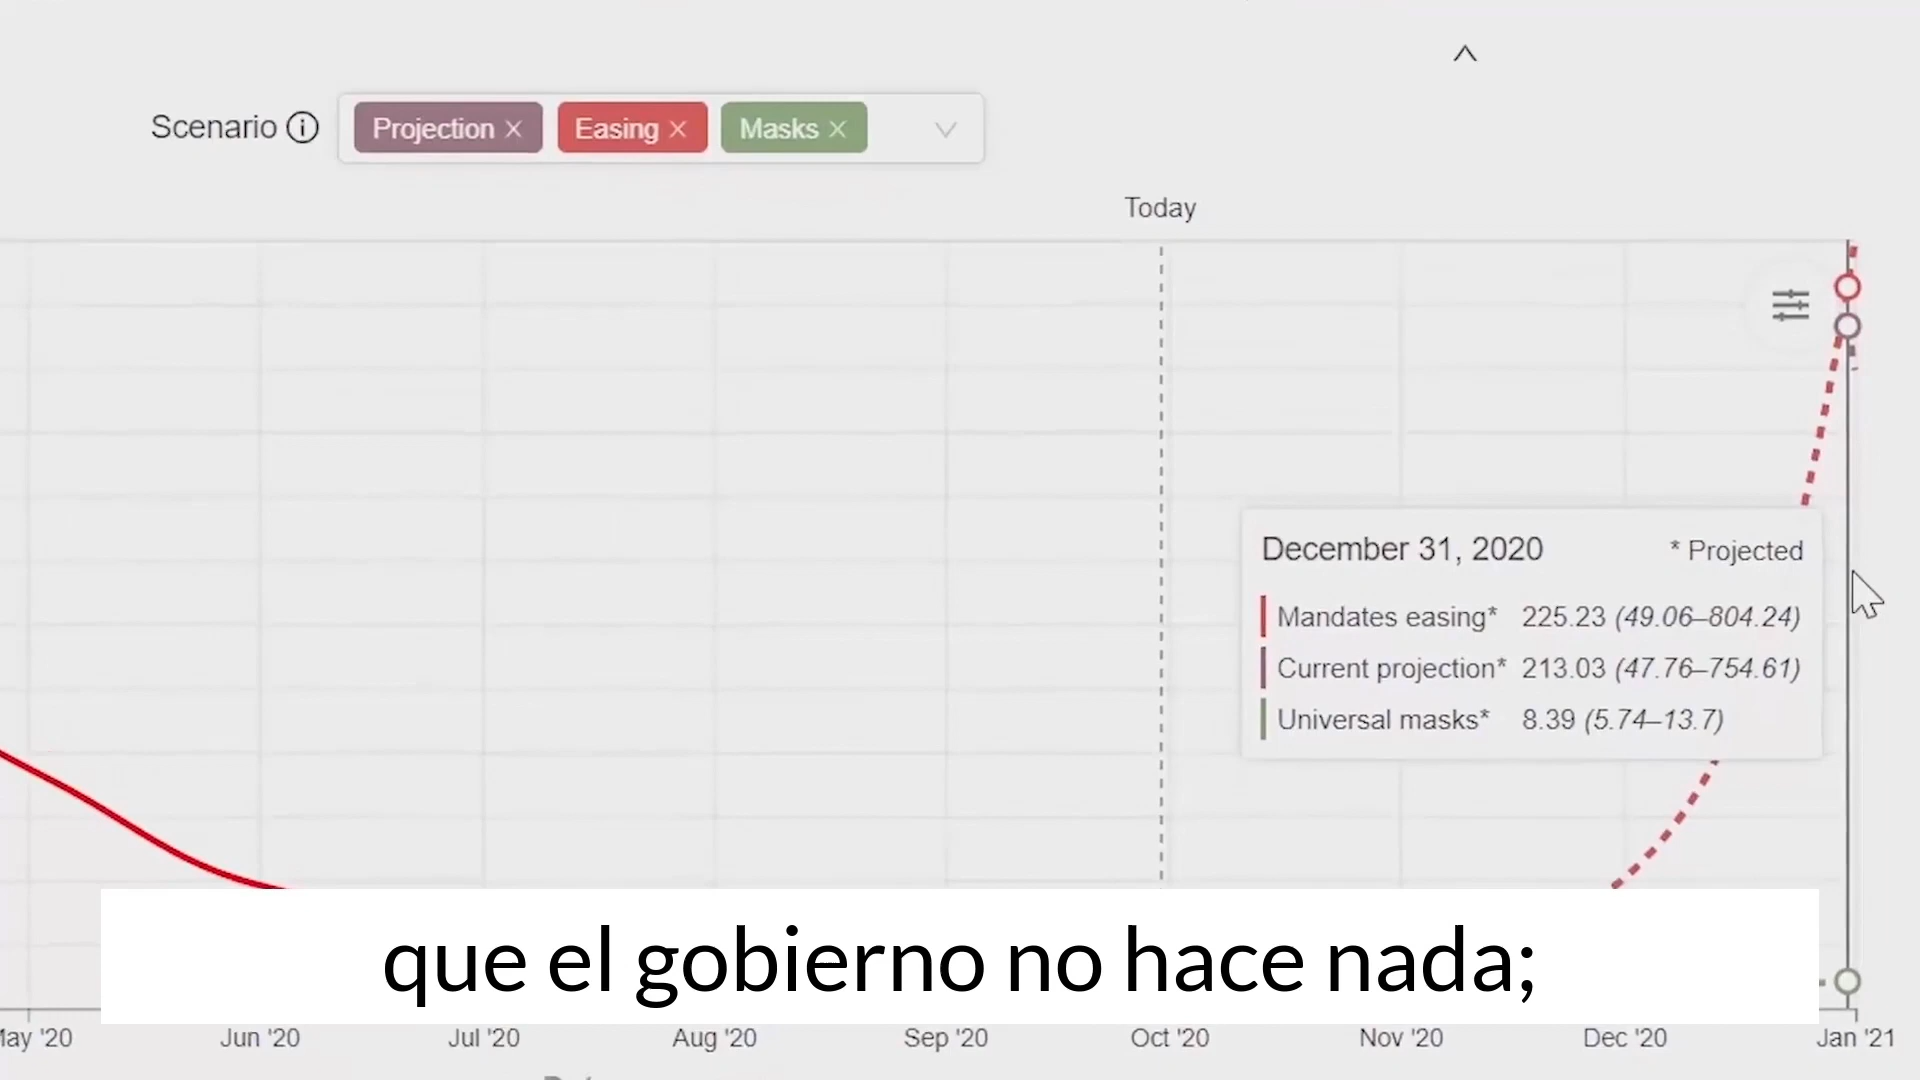 Scenario
Projection
Easing
Masks
Today
December 31, 2020 * Projected
Mandates easing* 225.23 (49.06–804.24)
Current projection* 213.03 (47.76–754.61)
Universal masks* 8.39 (5.74–13.7)
que el gobierno no hace nada;
May '20 Jun '20 Jul '20 Aug '20 Sep '20 Oct '20 Nov '20 Dec '20 Jan '21